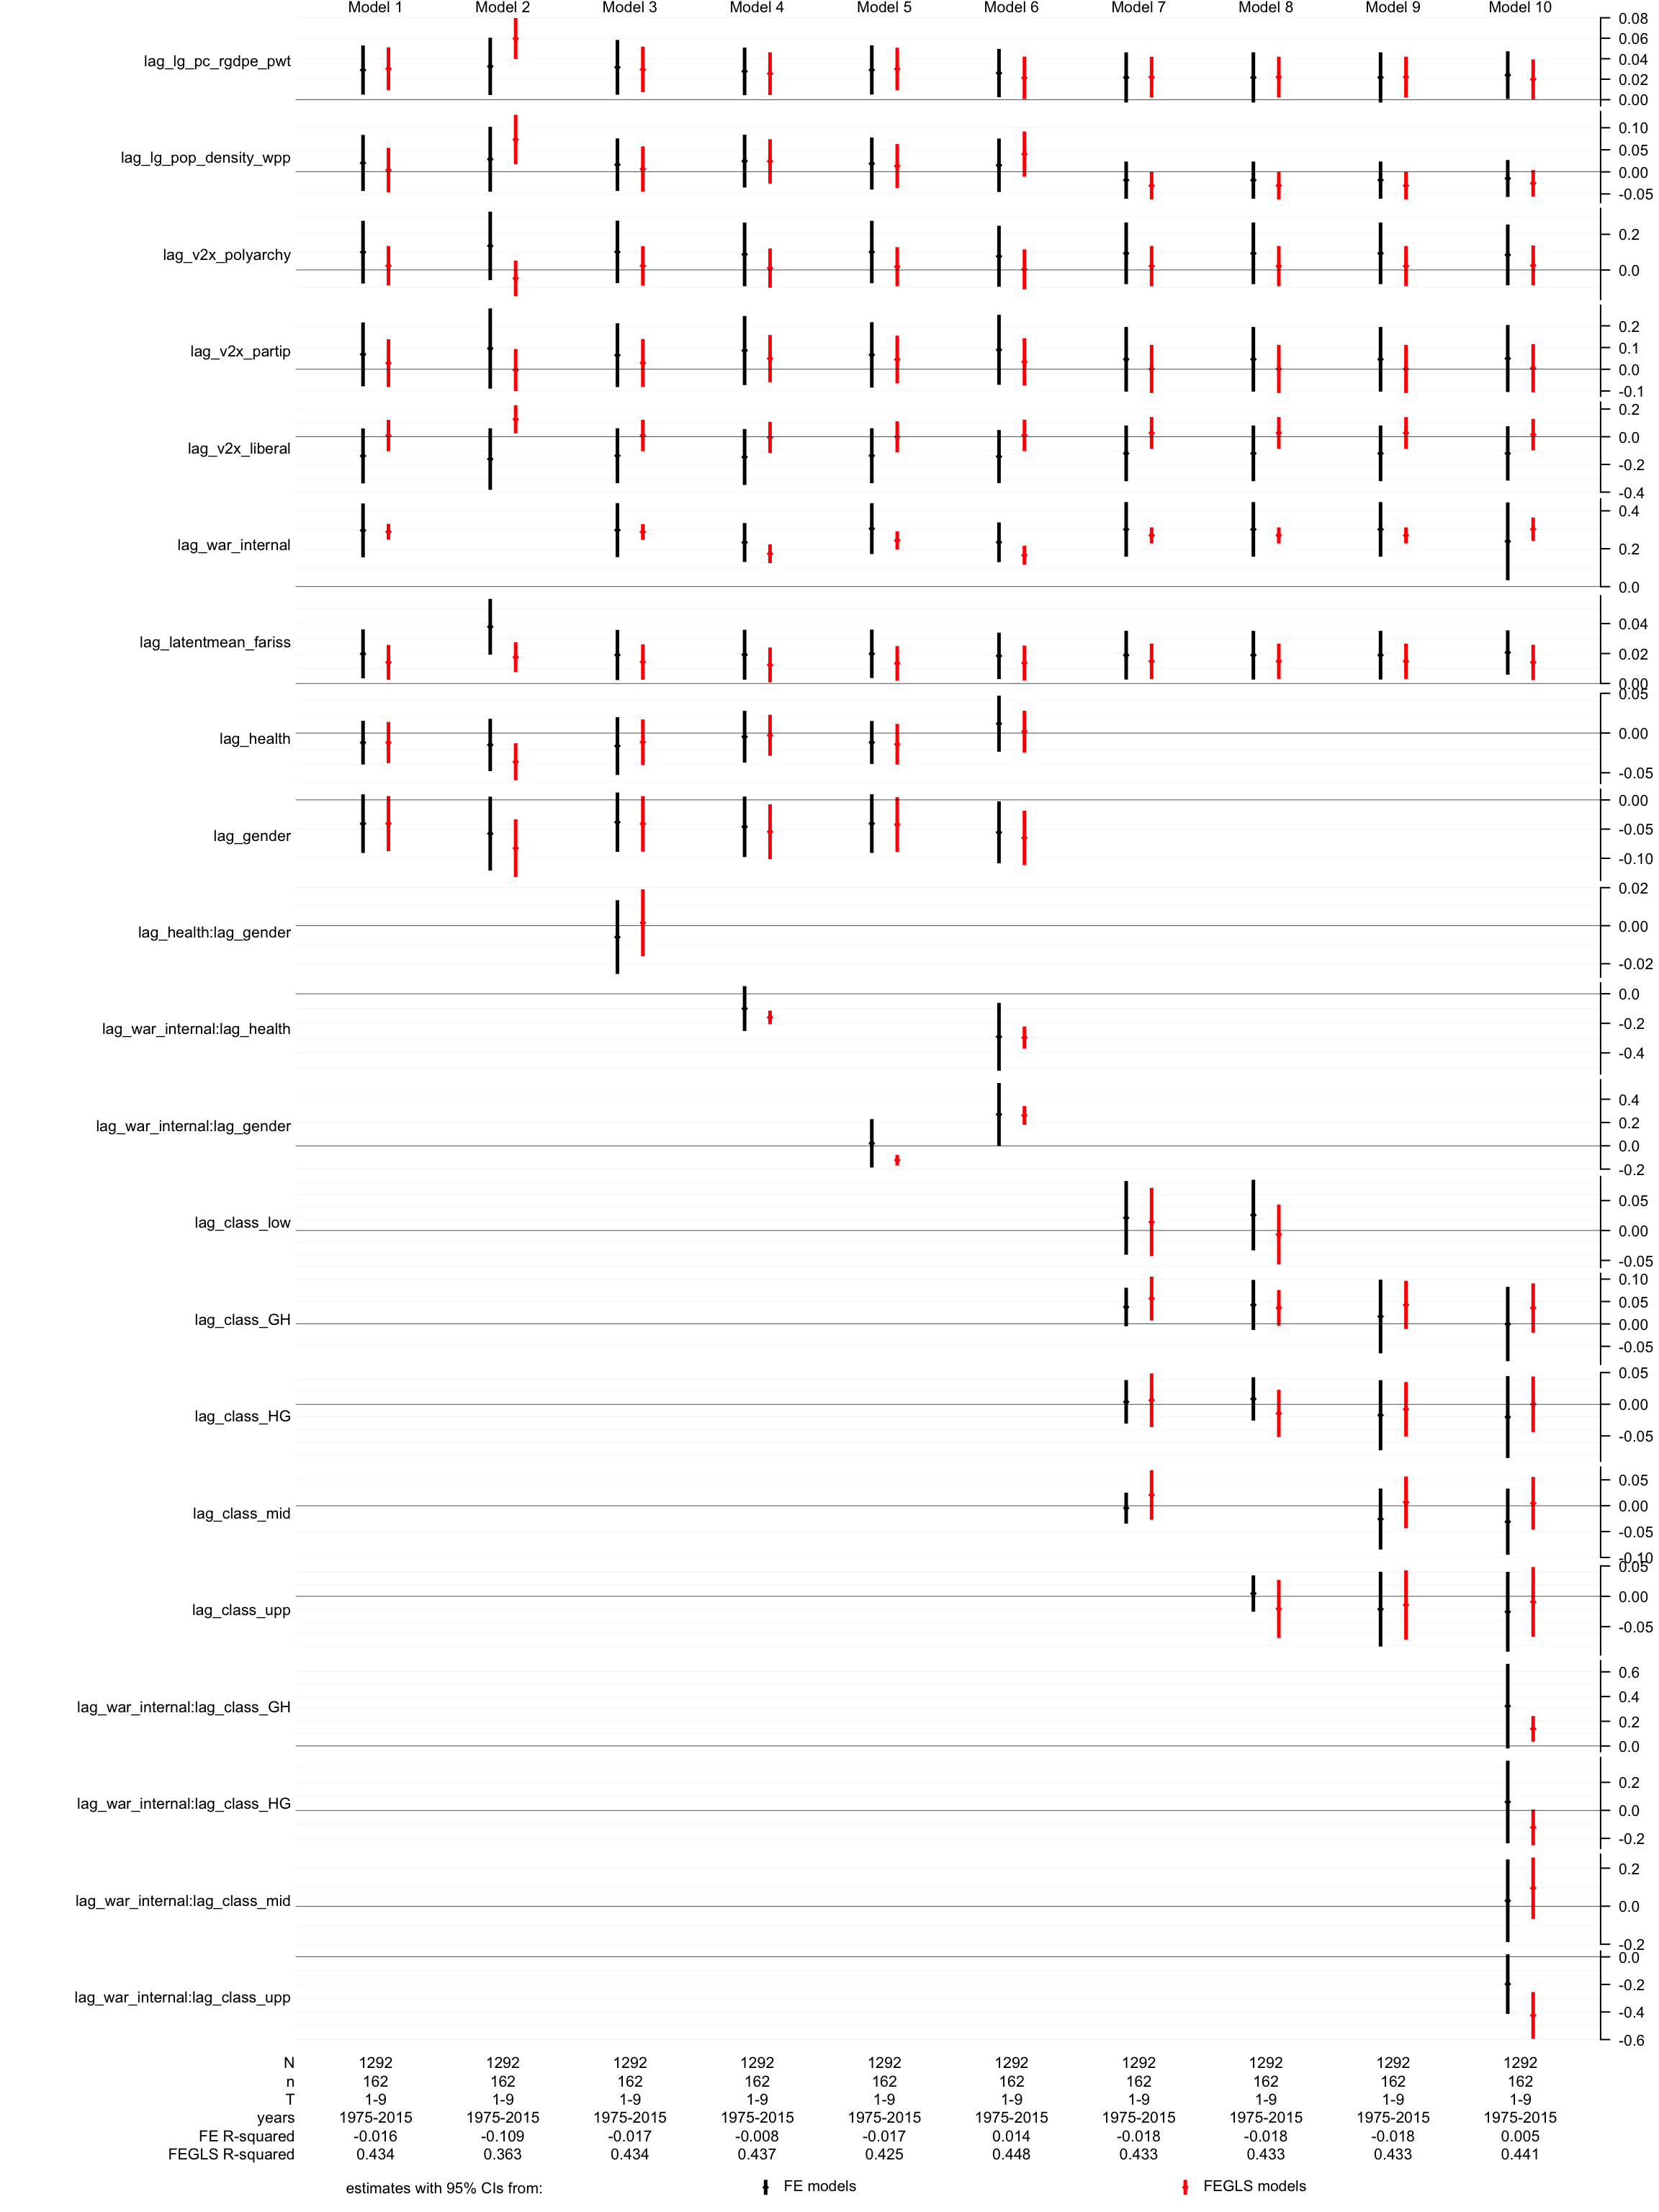 Model 1 Model 2 Model 3 Model 4 Model 5 Model 6 Model 7 Model 8 Model 9 Model 10
lag_lg_pc_rgdpe_pwt
0.08
0.06
0.04
0.02
0.00
lag_lg_pop_density_wpp
0.10
0.05
0.00
-0.05
lag_v2x_polyarchy
0.2
0.0
lag_v2x_partip
0.2
0.1
0.0
-0.1
lag_v2x_liberal
0.2
0.0
-0.2
-0.4
lag_war_internal
0.4
0.2
0.0
lag_latentmean_fariss
0.04
0.02
0.00
lag_health
0.05
0.00
-0.05
lag_gender
0.00
-0.05
-0.10
lag_health:lag_gender
0.02
0.00
-0.02
lag_war_internal:lag_health
0.0
-0.2
-0.4
lag_war_internal:lag_gender
0.4
0.2
0.0
-0.2
lag_class_low
0.05
0.00
-0.05
lag_class_GH
0.10
0.05
0.00
-0.05
lag_class_HG
0.05
0.00
-0.05
lag_class_mid
0.05
0.00
-0.05
-0.10
lag_class_upp
0.05
0.00
-0.05
lag_war_internal:lag_class_GH
0.6
0.4
0.2
0.0
lag_war_internal:lag_class_HG
0.2
0.0
-0.2
lag_war_internal:lag_class_mid
0.2
0.0
-0.2
lag_war_internal:lag_class_upp
0.0
-0.2
-0.4
-0.6
N 1292 1292 1292 1292 1292 1292 1292 1292 1292 1292
n 162 162 162 162 162 162 162 162 162 162
T 1-9 1-9 1-9 1-9 1-9 1-9 1-9 1-9 1-9 1-9
years 1975-2015 1975-2015 1975-2015 1975-2015 1975-2015 1975-2015 1975-2015 1975-2015 1975-2015 1975-2015
FE R-squared -0.016 -0.109 -0.017 -0.008 -0.017 0.014 -0.018 -0.018 -0.018 0.005
FEGLS R-squared 0.434 0.363 0.434 0.437 0.425 0.448 0.433 0.433 0.433 0.441
estimates with 95% CIs from: FE models FEGLS models